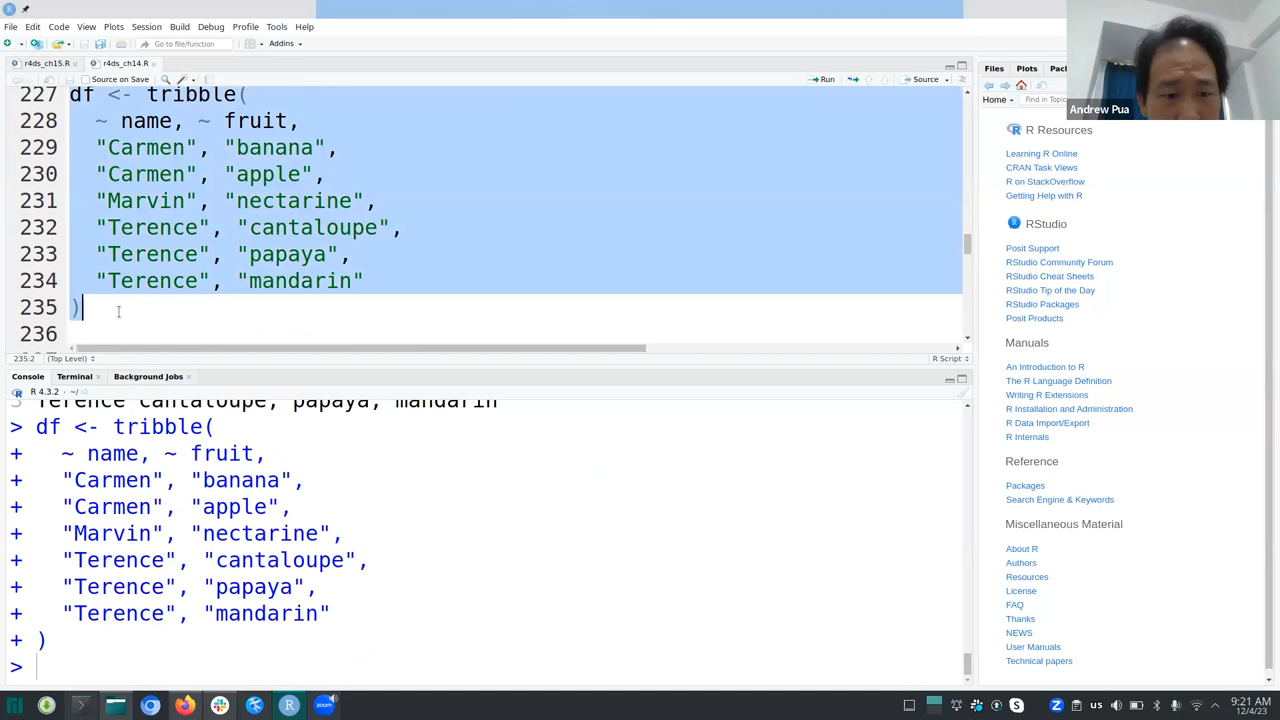 File Edit Code View Plots Session Build Debug Profile Tools Help
Go to file/function
Addins
r4ds_ch15.R
r4ds_ch14.R
Source on Save
Run
Source
227 df <- tribble(
228 ~ name, ~ fruit,
229 "Carmen", "banana",
230 "Carmen", "apple",
231 "Marvin", "nectarine",
232 "Terence", "cantaloupe",
233 "Terence", "papaya",
234 "Terence", "mandarin"
235 )
236
235:2 (Top Level)
R Script
Console Terminal Background Jobs
R 4.3.2 · ~/
3 Terence cantaloupe, papaya, mandarin
> df <- tribble(
+ ~ name, ~ fruit,
+ "Carmen", "banana",
+ "Carmen", "apple",
+ "Marvin", "nectarine",
+ "Terence", "cantaloupe",
+ "Terence", "papaya",
+ "Terence", "mandarin"
+ )
>
Andrew Pua
Files Plots
Home
R Resources
Learning R Online
CRAN Task Views
R on StackOverflow
Getting Help with R
RStudio
Posit Support
RStudio Community Forum
RStudio Cheat Sheets
RStudio Tip of the Day
RStudio Packages
Posit Products
Manuals
An Introduction to R
The R Language Definition
Writing R Extensions
R Installation and Administration
R Data Import/Export
R Internals
Reference
Packages
Search Engine & Keywords
Miscellaneous Material
About R
Authors
Resources
License
FAQ
Thanks
NEWS
User Manuals
Technical papers
zoom
us
9:21 AM
12/4/23